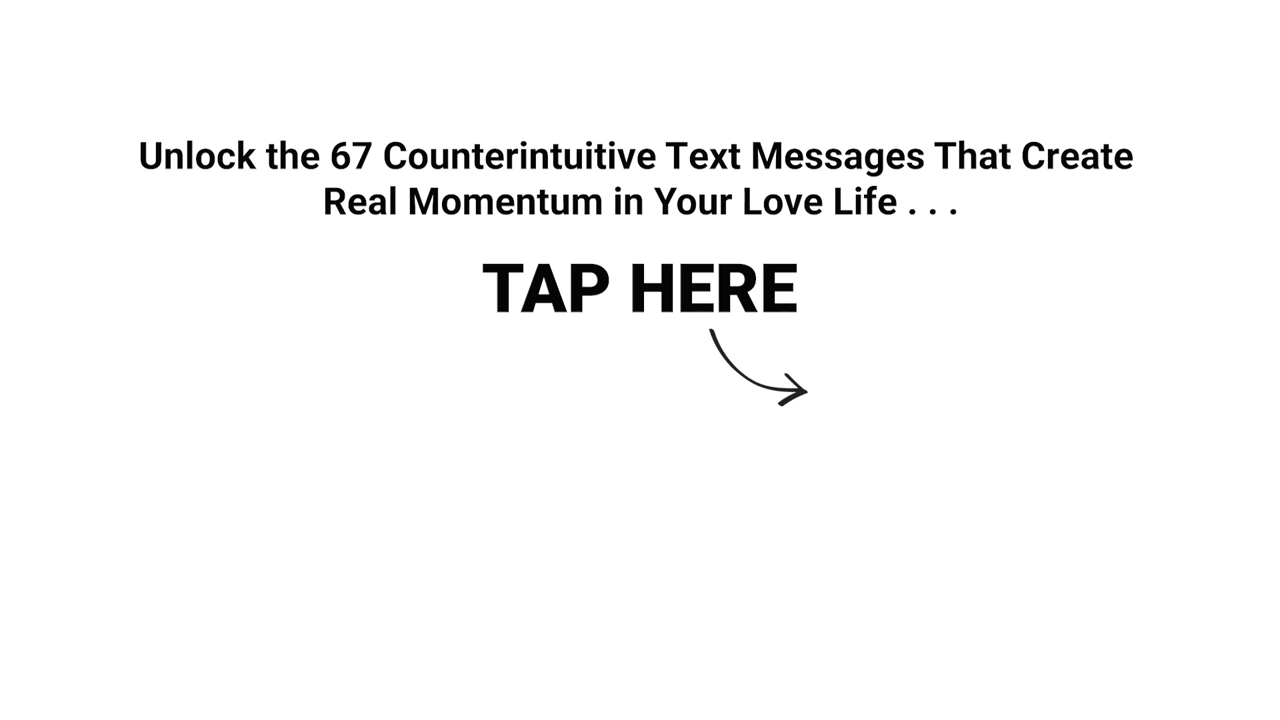 Unlock the 67 Counterintuitive Text Messages That Create
Real Momentum in Your Love Life . . .
TAP HERE